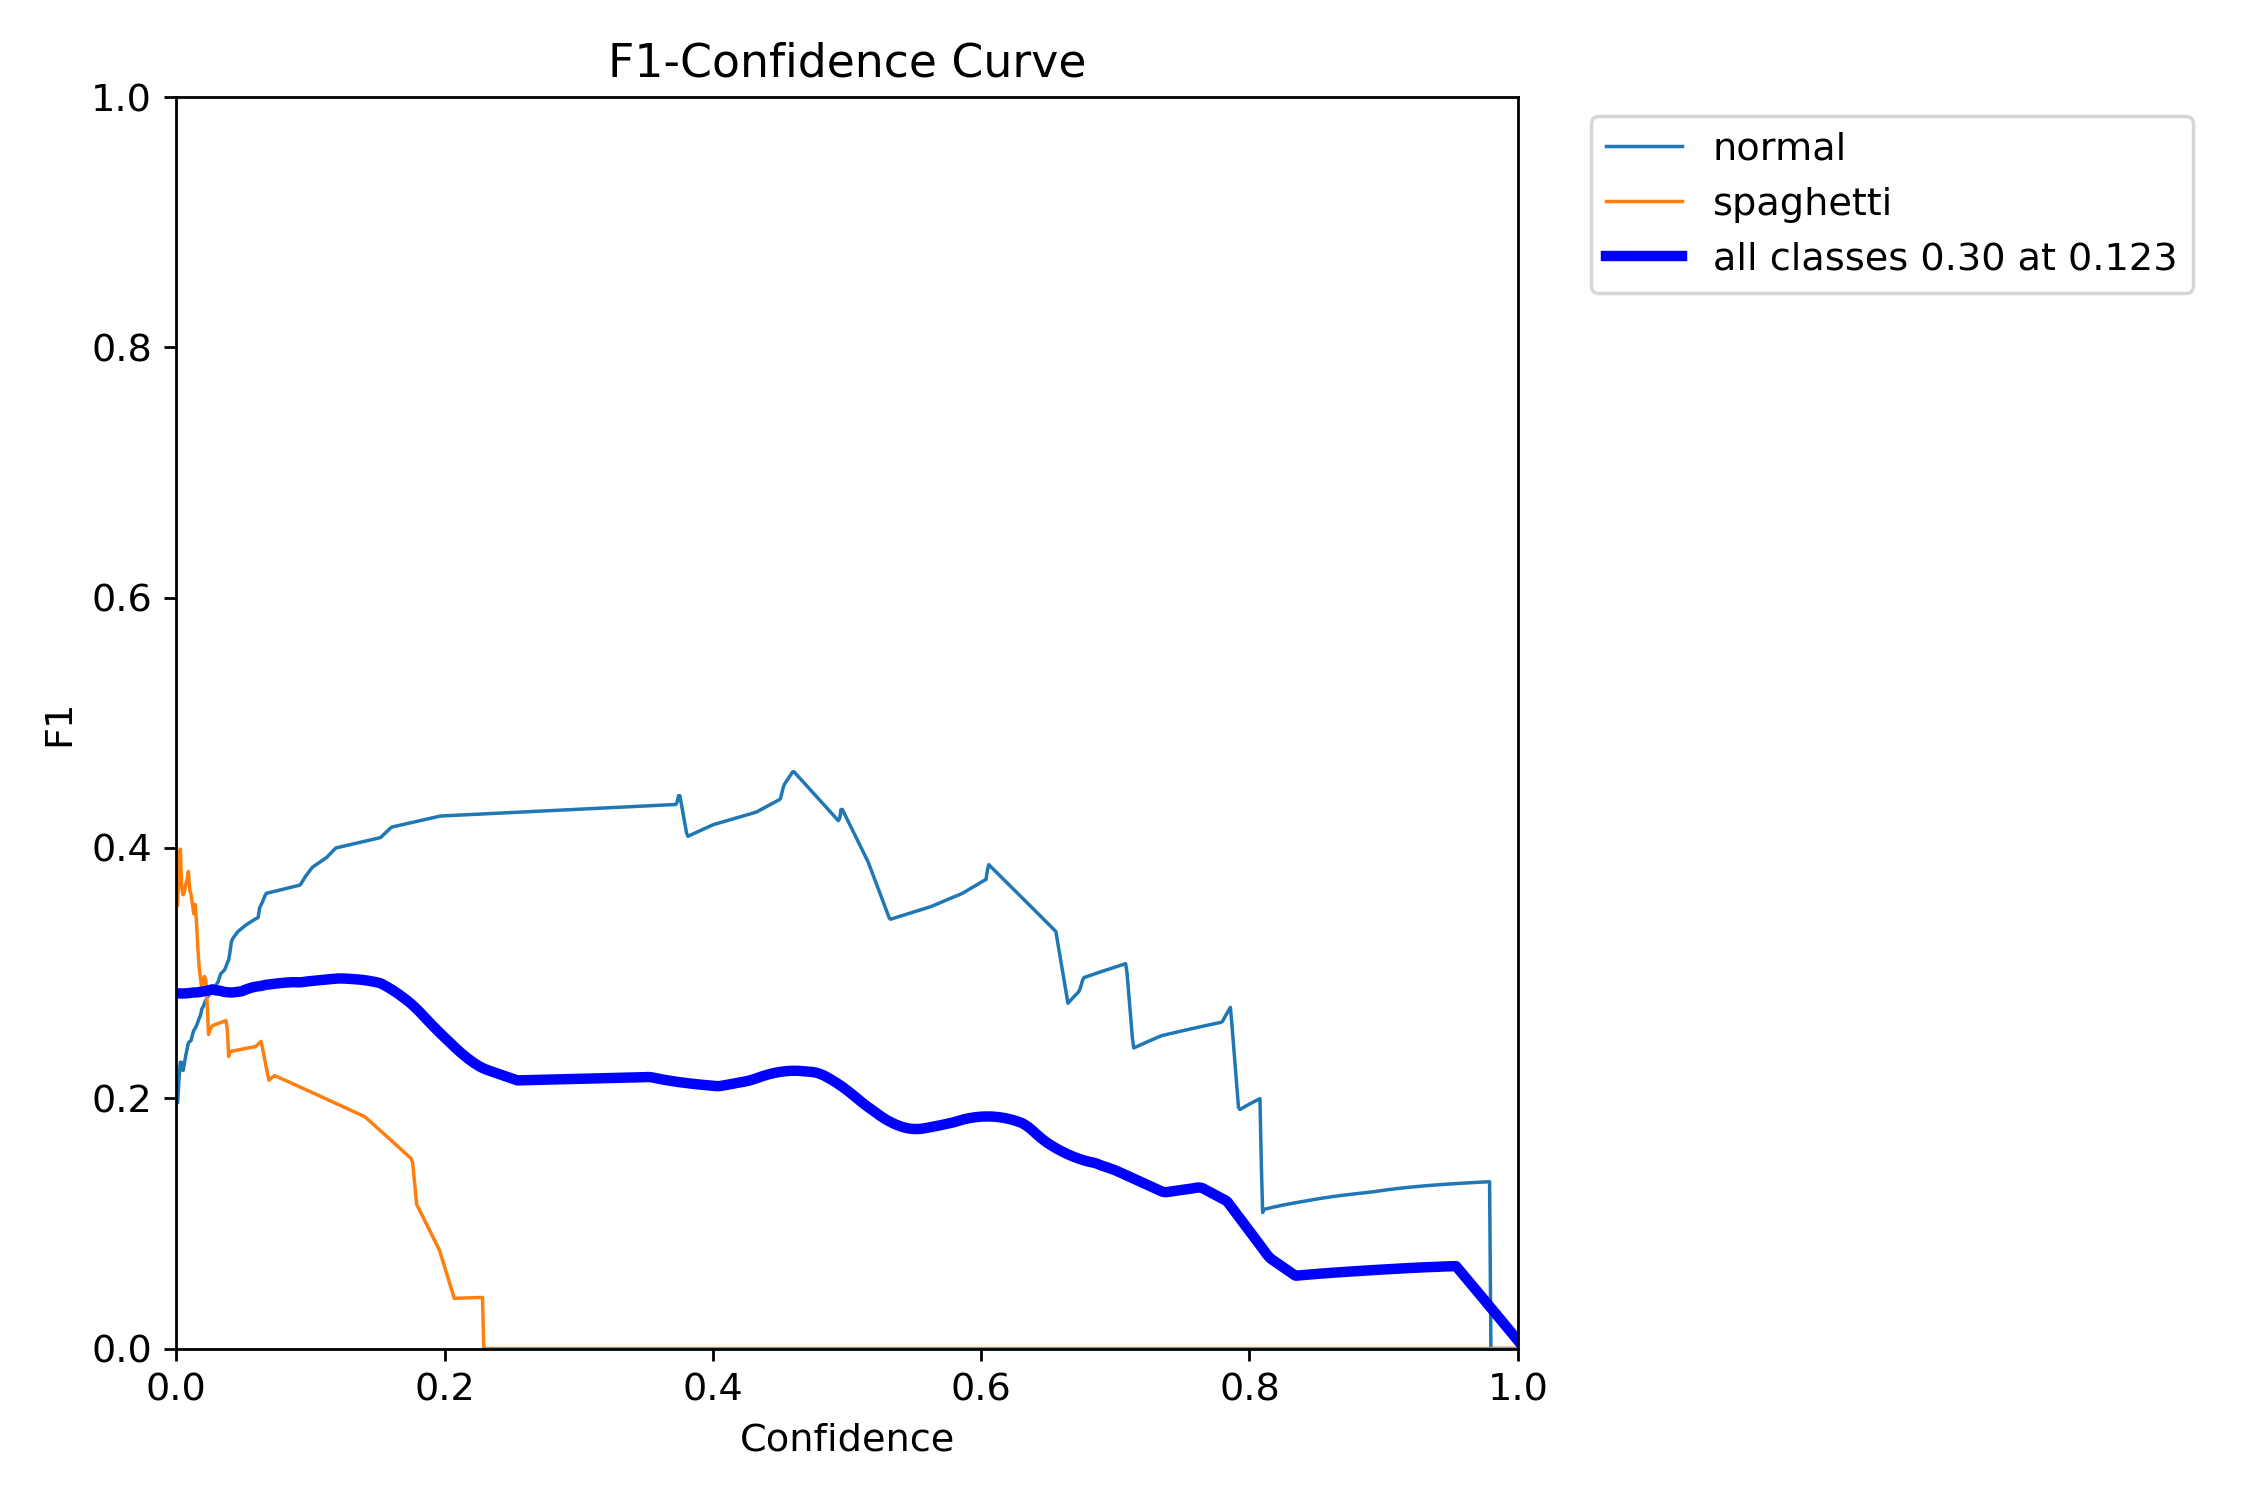 F1-Confidence Curve
1.0
0.8
0.6
0.4
0.2
0.0
F1
0.0 0.2 0.4 0.6 0.8 1.0
Confidence
normal
spaghetti
all classes 0.30 at 0.123